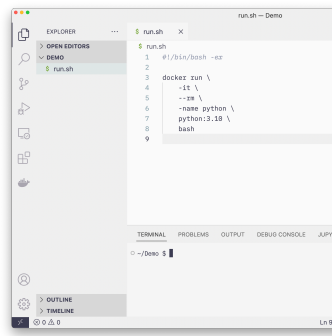 run.sh — Demo
EXPLORER
OPEN EDITORS
DEMO
$ run.sh
$ run.sh ×
$ run.sh
1 #!/bin/bash -ex
2
3 docker run \
4 -it \
5 --rm \
6 -name python \
7 python:3.10 \
8 bash
9
TERMINAL PROBLEMS OUTPUT DEBUG CONSOLE JUPY
~/Demo $
OUTLINE
TIMELINE
0 0
Ln 9